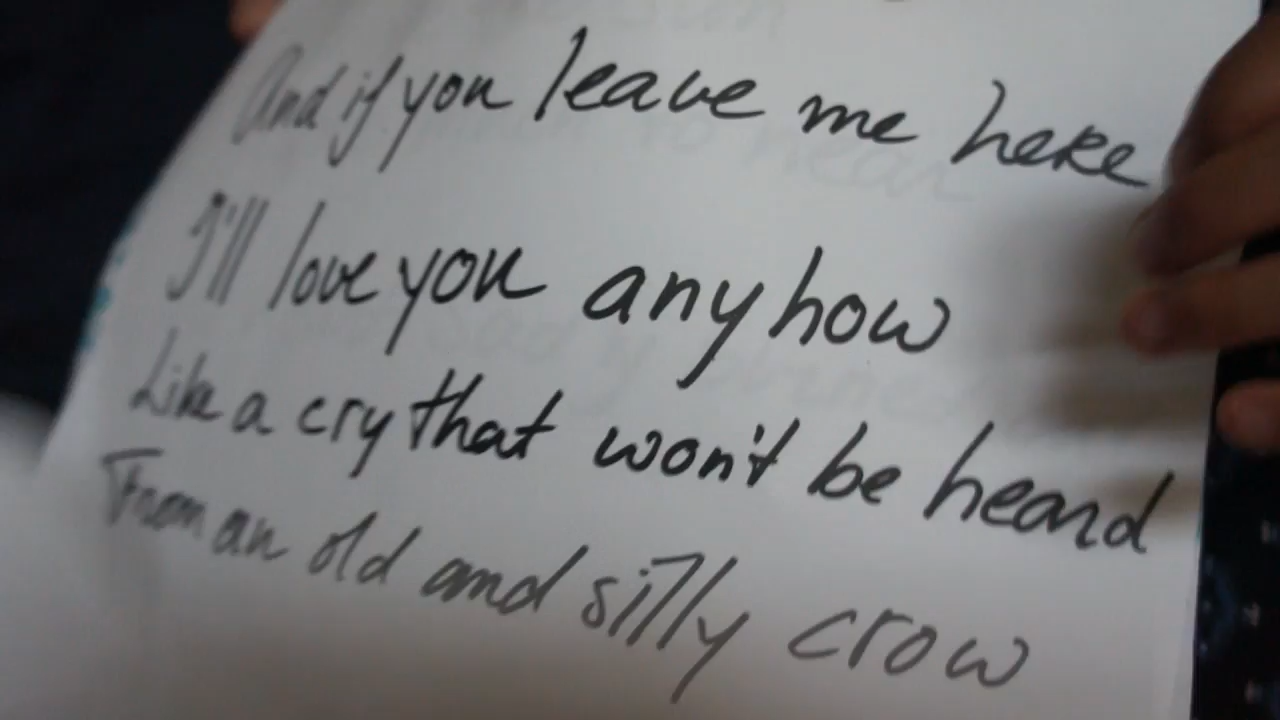 And if you leave me here
I'll love you anyhow
Like a cry that won't be heard
From an old and silly crow